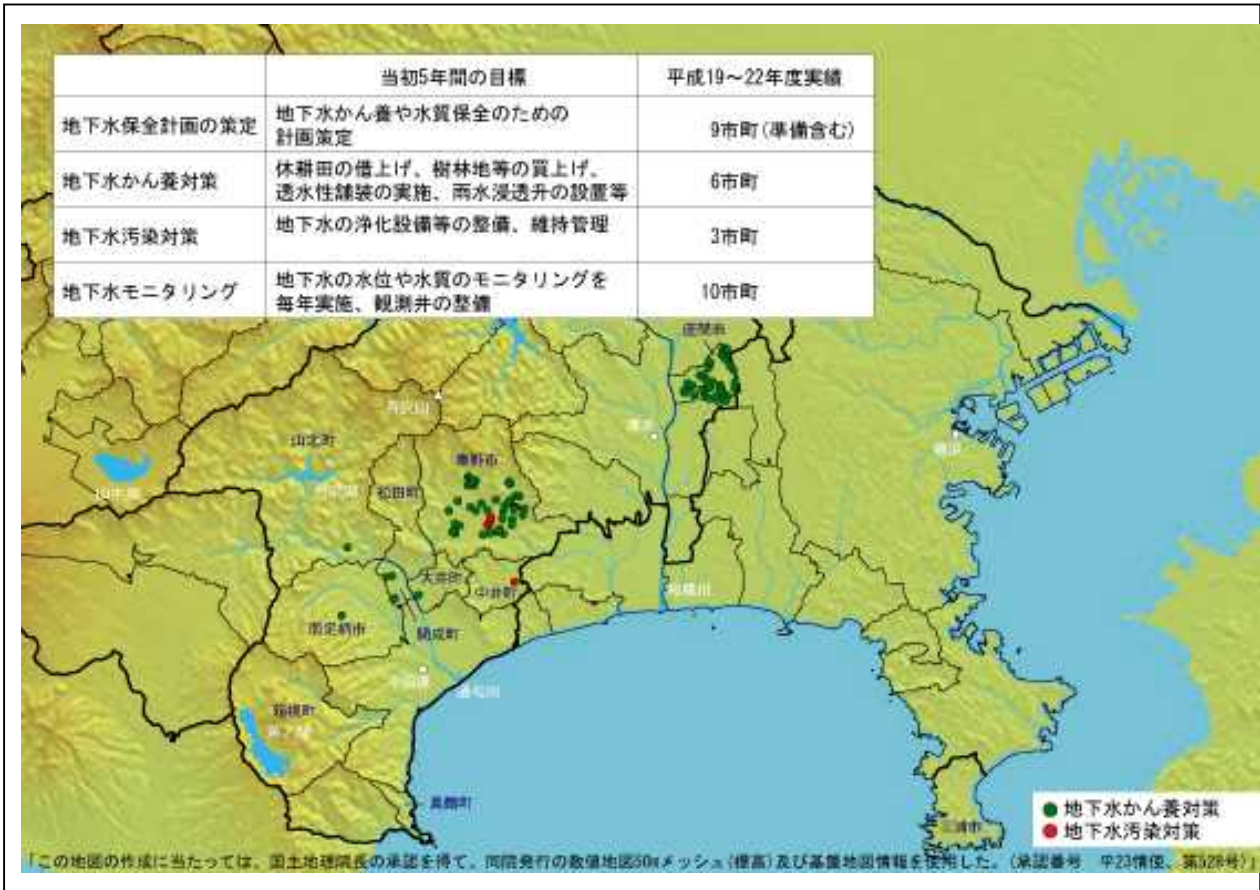 当初5年間の目標
平成19～22年度実績
地下水保全計画の策定
地下水かん養や水質保全のための
計画策定
9市町(準備含む)
地下水かん養対策
休耕田の借上げ、樹林地等の買上げ、
透水性舗装の実施、雨水浸透升の設置等
6市町
地下水汚染対策
地下水の浄化設備等の整備、維持管理
3市町
地下水モニタリング
地下水の水位や水質のモニタリングを
毎年実施、観測井の整備
10市町
座間市
丹沢山
山北町
秦野市
松田町
横浜
大井町
中井町
相模川
南足柄市
開成町
小田原
酒匂川
箱根町
芦ノ湖
真鶴町
三浦市
地下水かん養対策
地下水汚染対策
「この地図の作成に当たっては、国土地理院長の承認を得て、同院発行の数値地図50mメッシュ(標高)及び基盤地図情報を使用した。(承認番号 平23情使、第528号)」